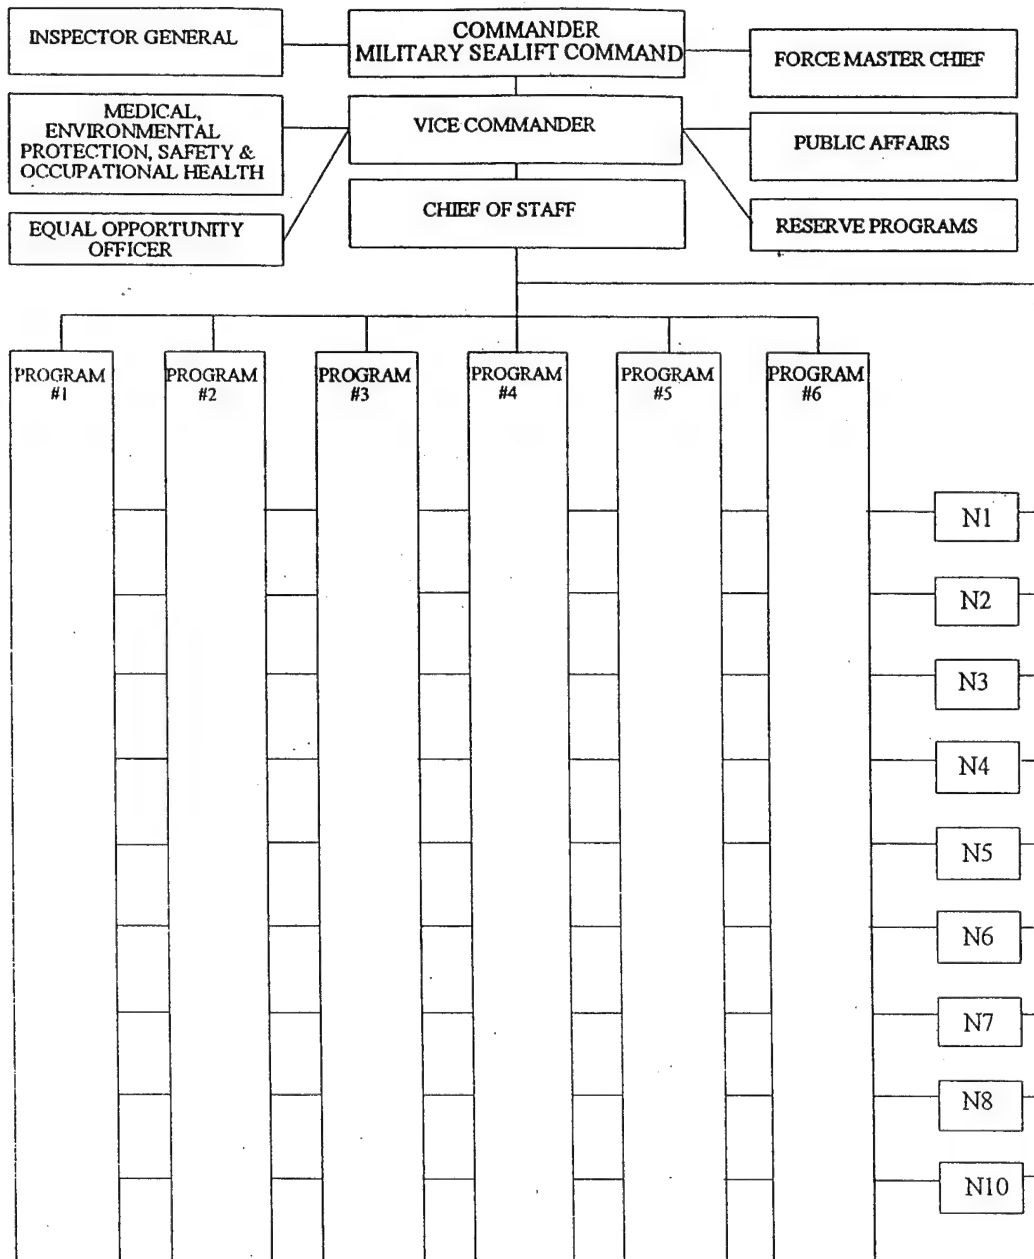 INSPECTOR GENERAL
COMMANDER
MILITARY SEALIFT COMMAND
FORCE MASTER CHIEF
MEDICAL,
ENVIRONMENTAL
PROTECTION, SAFETY &
OCCUPATIONAL HEALTH
VICE COMMANDER
PUBLIC AFFAIRS
EQUAL OPPORTUNITY
OFFICER
CHIEF OF STAFF
RESERVE PROGRAMS
PROGRAM
#1
PROGRAM
#2
PROGRAM
#3
PROGRAM
#4
PROGRAM
#5
PROGRAM
#6
N1
N2
N3
N4
N5
N6
N7
N8
N10